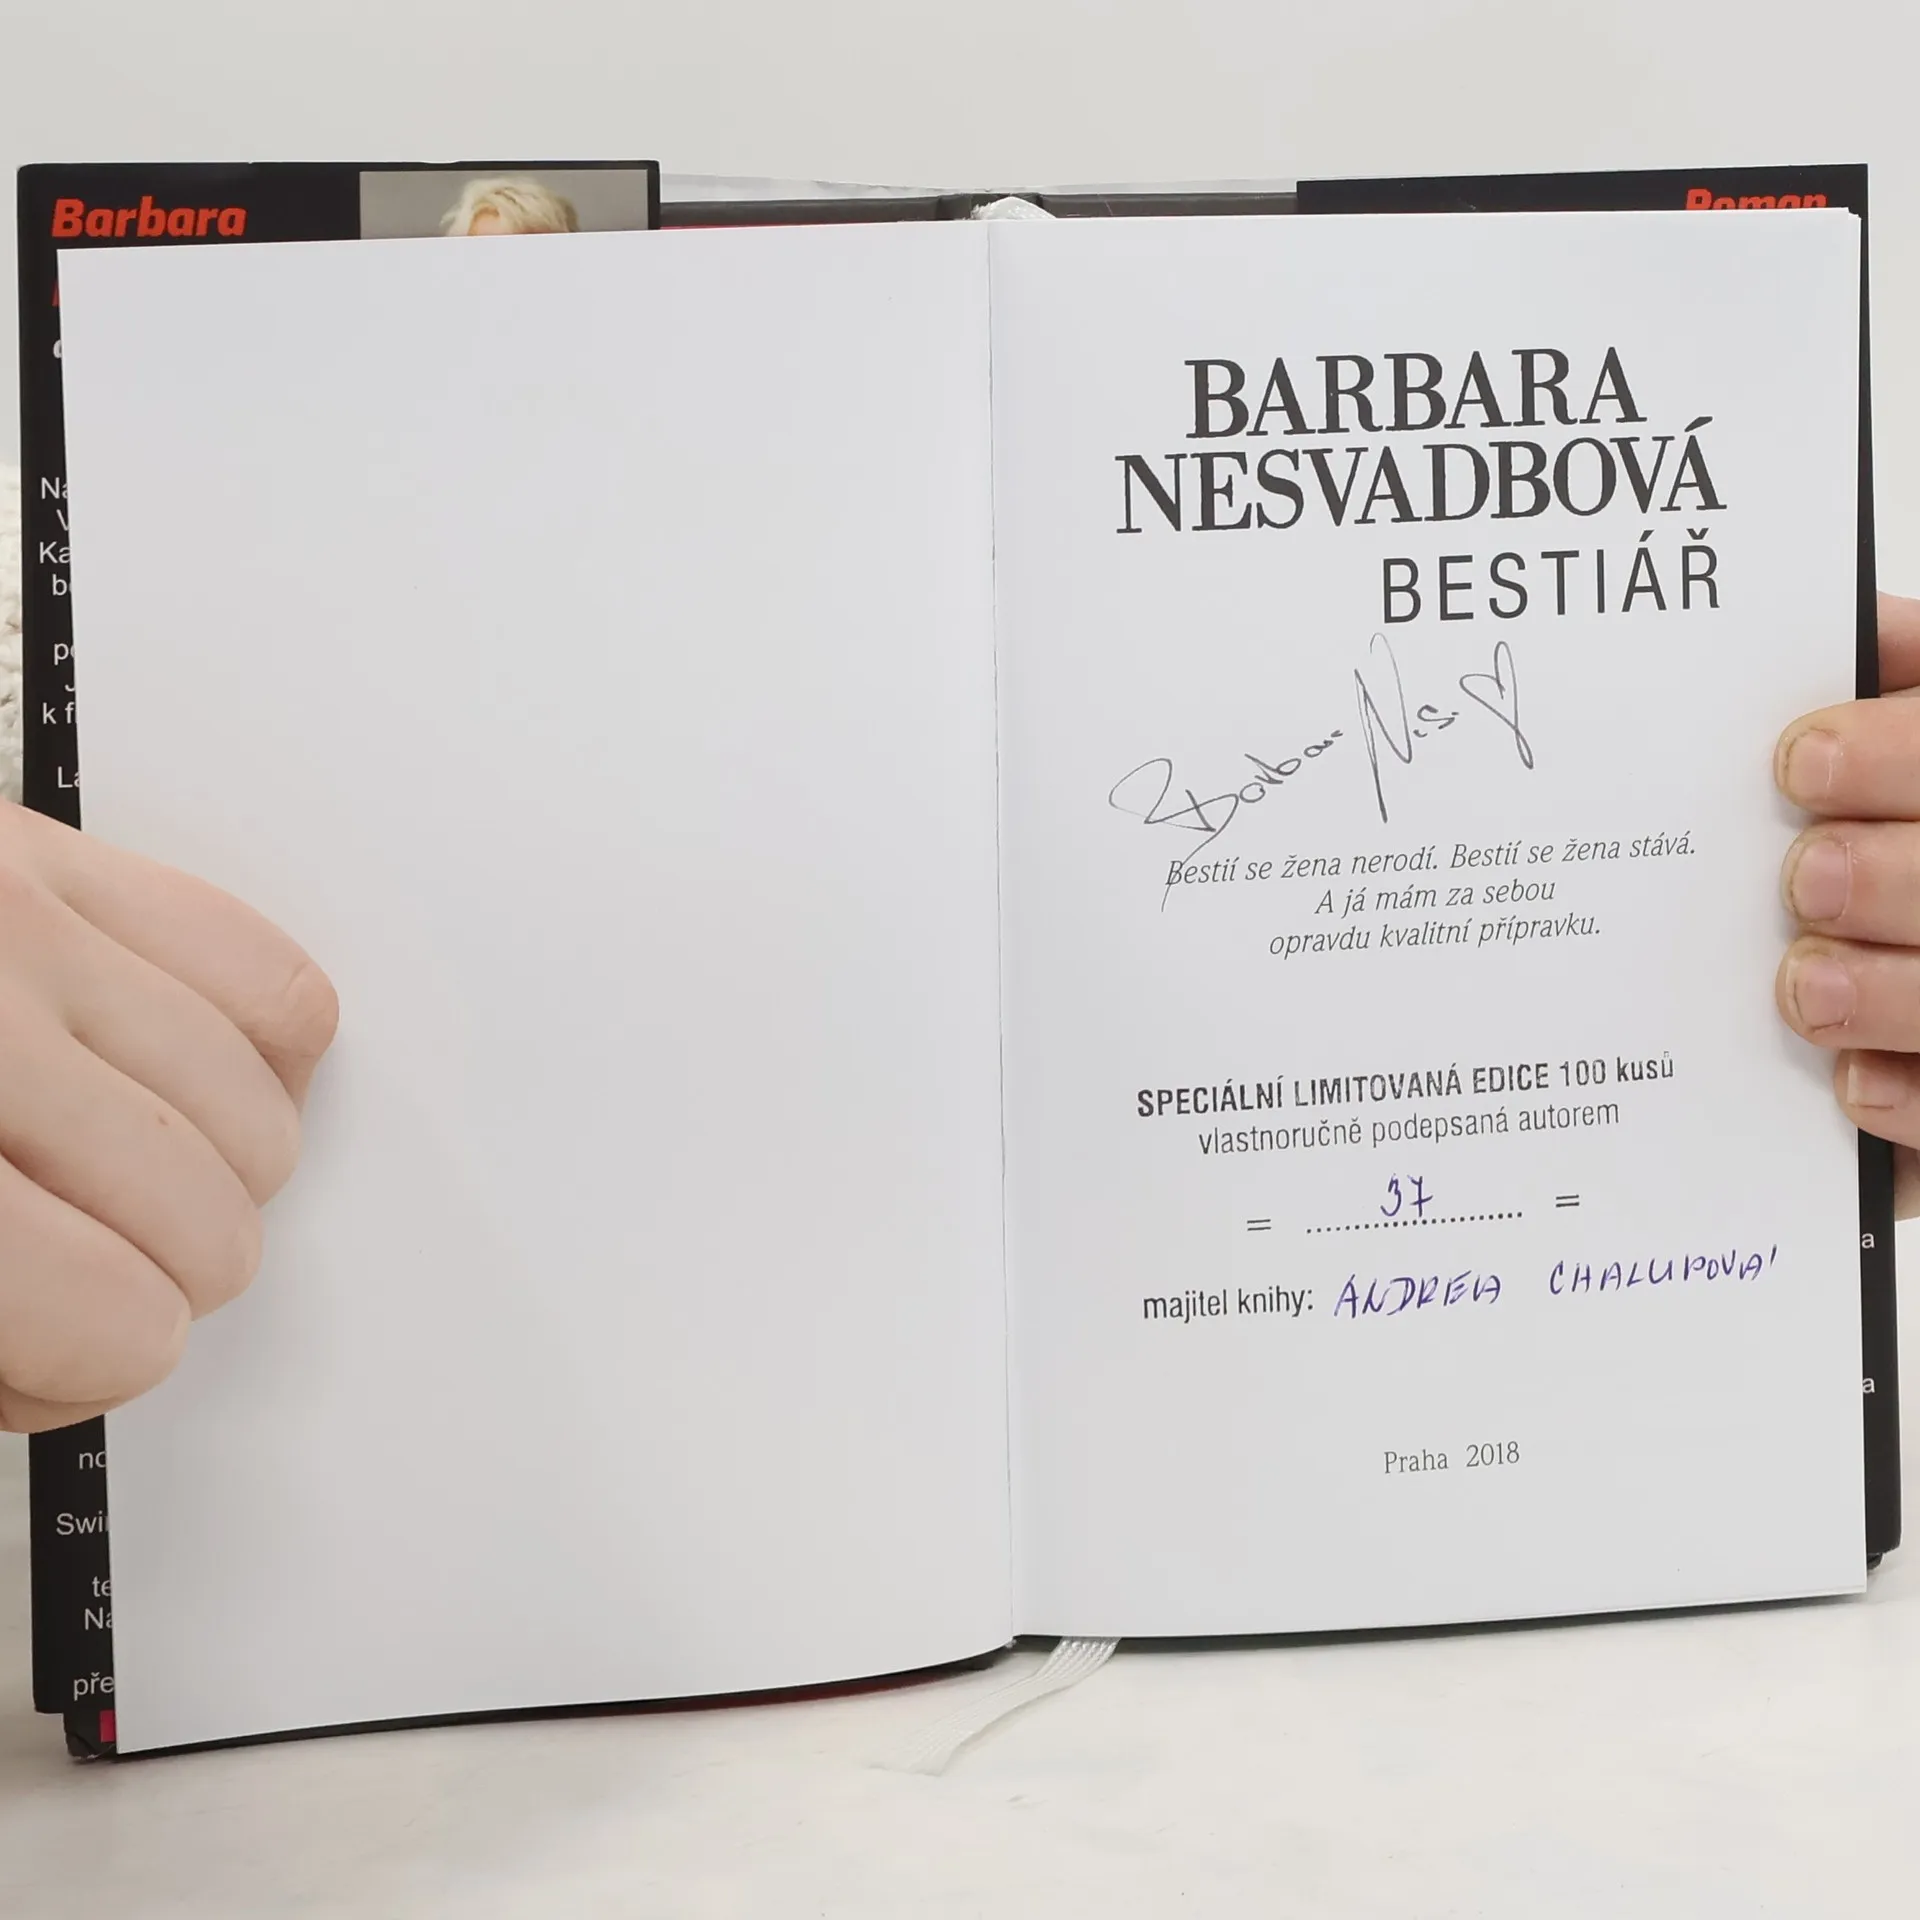 Barbara
Roman
BARBARA
NESVADBOVÁ
BESTIÁŘ
Bestií se žena nerodí. Bestií se žena stává.
A já mám za sebou
opravdu kvalitní přípravku.
SPECIÁLNÍ LIMITOVANÁ EDICE 100 kusů
vlastnoručně podepsaná autorem
= 37 =
majitel knihy: ANDREA CHALUPOVÁ
Praha 2018